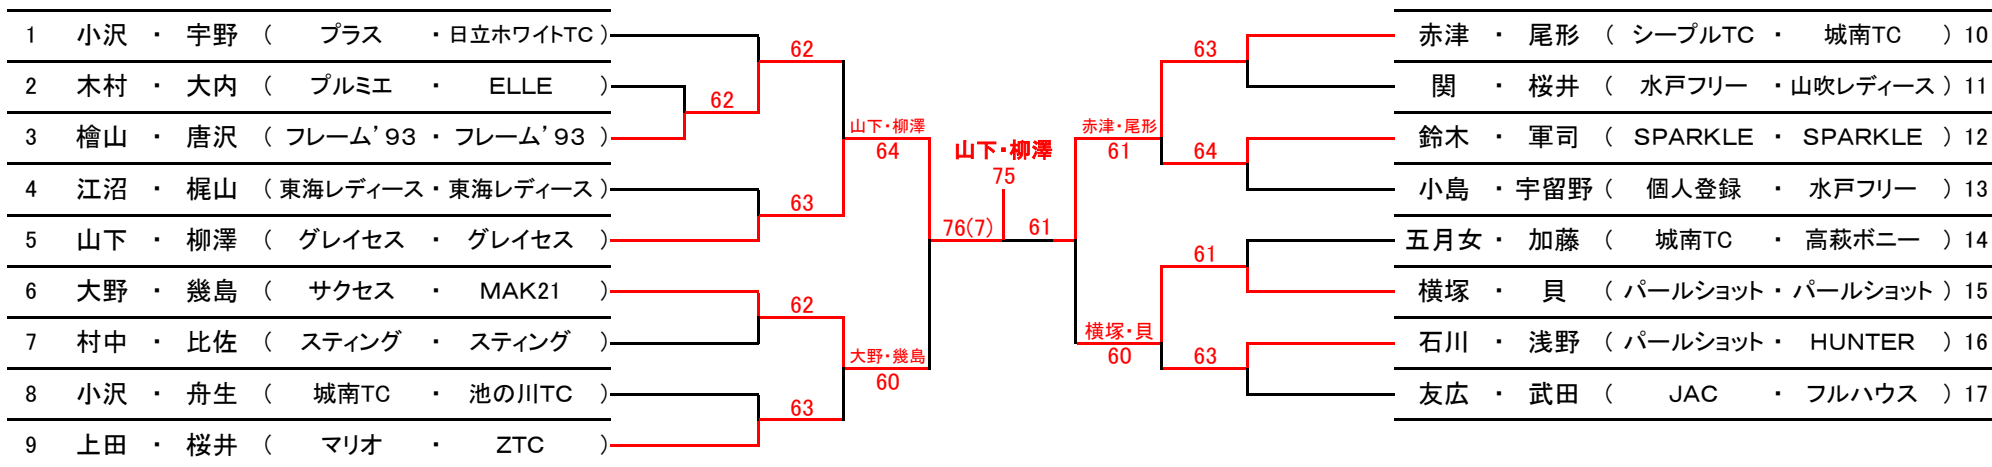 1 小沢 ・ 宇野 ( プラス ・ 日立ホワイトTC )
2 木村 ・ 大内 ( プルミエ ・ ELLE )
3 檜山 ・ 唐沢 ( フレーム’93 ・ フレーム’93 )
4 江沼 ・ 梶山 ( 東海レディース ・ 東海レディース )
5 山下 ・ 柳澤 ( グレイセス ・ グレイセス )
6 大野 ・ 幾島 ( サクセス ・ MAK21 )
7 村中 ・ 比佐 ( スティング ・ スティング )
8 小沢 ・ 舟生 ( 城南TC ・ 池の川TC )
9 上田 ・ 桜井 ( マリオ ・ ZTC )
62
62
63
62
63
山下・柳澤
64
大野・幾島
60
76(7)
山下・柳澤
75
61
赤津・尾形
61
横塚・貝
60
63
64
61
63
赤津 ・ 尾形 ( シープルTC ・ 城南TC ) 10
関 ・ 桜井 ( 水戸フリー ・ 山吹レディース ) 11
鈴木 ・ 軍司 ( SPARKLE ・ SPARKLE ) 12
小島 ・ 宇留野 ( 個人登録 ・ 水戸フリー ) 13
五月女 ・ 加藤 ( 城南TC ・ 高萩ボニー ) 14
横塚 ・ 貝 ( パールショット ・ パールショット ) 15
石川 ・ 浅野 ( パールショット ・ HUNTER ) 16
友広 ・ 武田 ( JAC ・ フルハウス ) 17